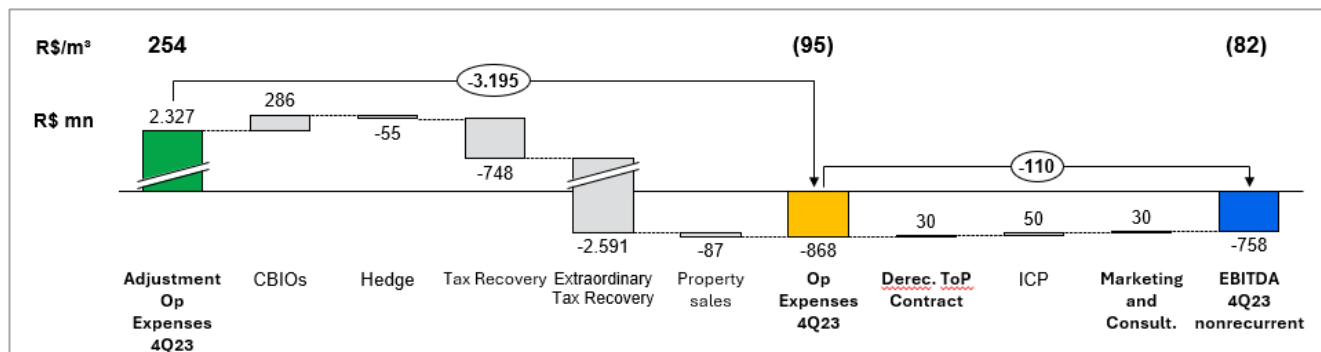 R$/m³ 254 (95) (82)
-3.195
R$ mn 2.327 286 -55 -748 -2.591 -87 -868 30 50 30 -758
-110
Adjustment
Op
Expenses
4Q23
CBIOs
Hedge
Tax Recovery
Extraordinary
Tax Recovery
Property
sales
Op
Expenses
4Q23
Derec. ToP
Contract
ICP
Marketing
and
Consult.
EBITDA
4Q23
nonrecurrent